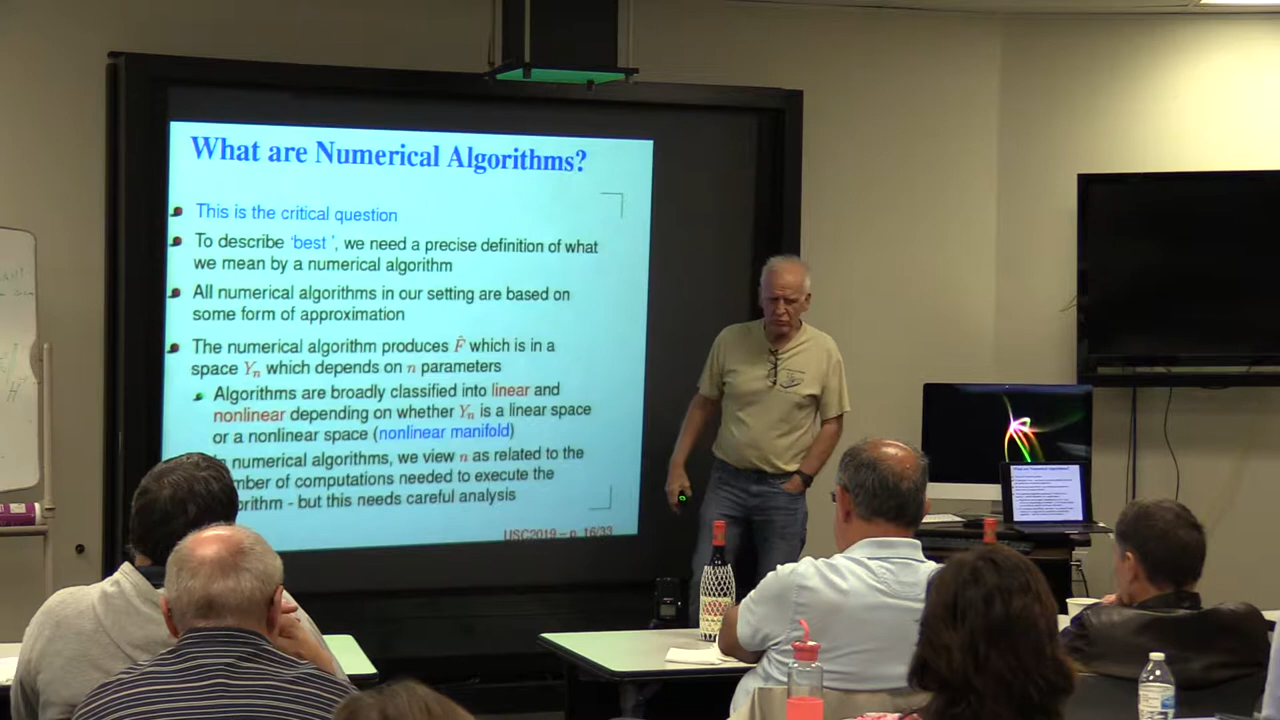 What are Numerical Algorithms?
This is the critical question
To describe 'best ', we need a precise definition of what
we mean by a numerical algorithm
All numerical algorithms in our setting are based on
some form of approximation
The numerical algorithm produces F̂ which is in a
space Yₙ which depends on n parameters
Algorithms are broadly classified into linear and
nonlinear depending on whether Yₙ is a linear space
or a nonlinear space (nonlinear manifold)
numerical algorithms, we view n as related to the
mber of computations needed to execute the
orithm - but this needs careful analysis
USC2019 – p. 16/33
What are Numerical Algorithms?